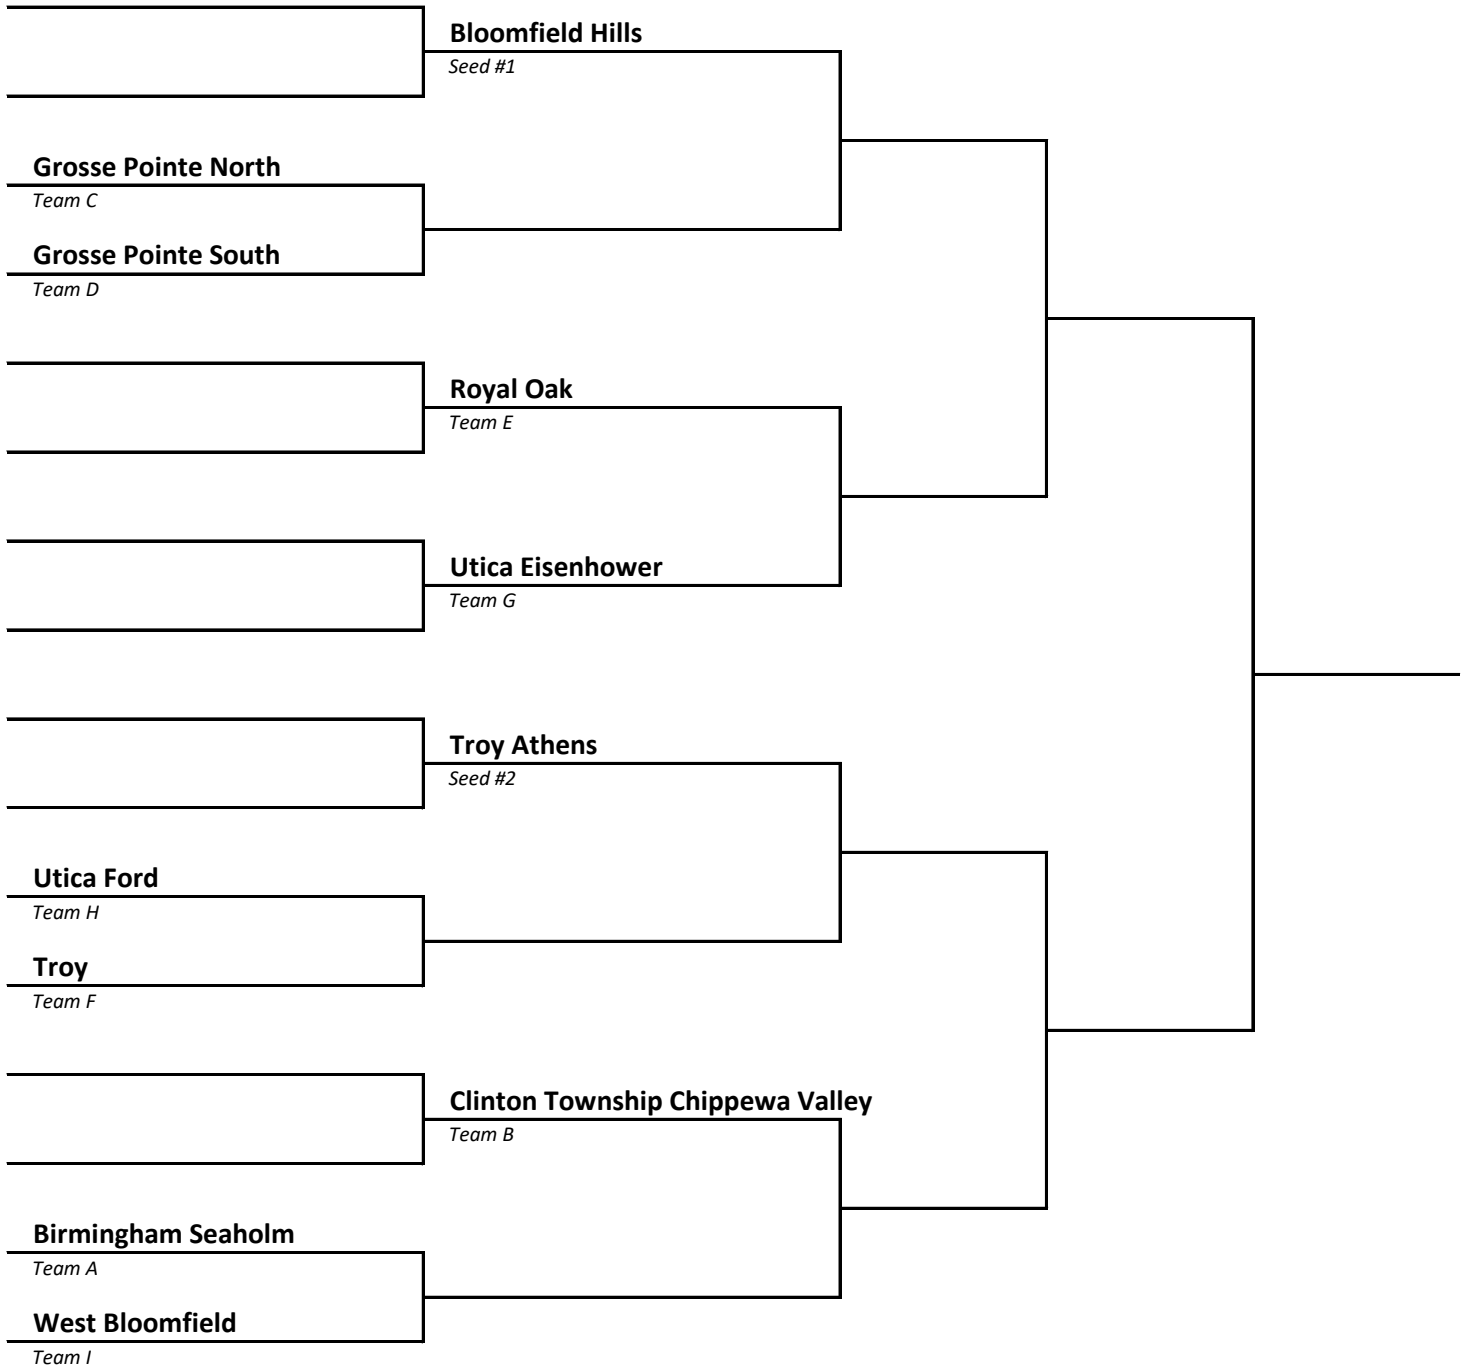 Bloomfield Hills
Seed #1
Grosse Pointe North
Team C
Grosse Pointe South
Team D
Royal Oak
Team E
Utica Eisenhower
Team G
Troy Athens
Seed #2
Utica Ford
Team H
Troy
Team F
Clinton Township Chippewa Valley
Team B
Birmingham Seaholm
Team A
West Bloomfield
Team I